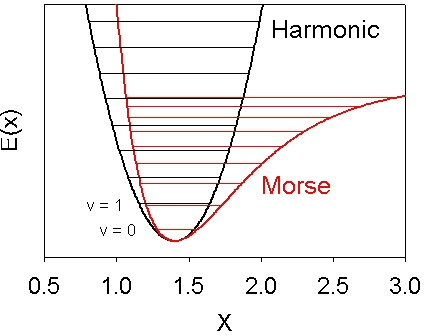 Harmonic
E(x)
Morse
v = 1
v = 0
0.5 1.0 1.5 2.0 2.5 3.0
X